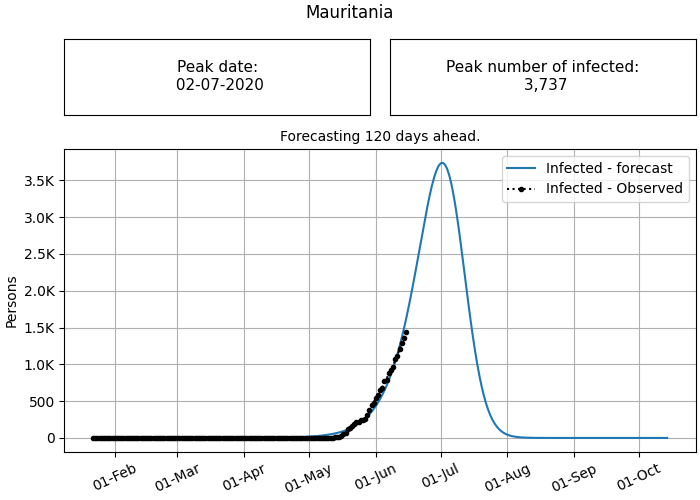 Mauritania
Peak date:
02-07-2020
Peak number of infected:
3,737
Forecasting 120 days ahead.
Infected - forecast
Infected - Observed
3.5K
3.0K
2.5K
2.0K
1.5K
1.0K
500
0
Persons
01-Feb
01-Mar
01-Apr
01-May
01-Jun
01-Jul
01-Aug
01-Sep
01-Oct